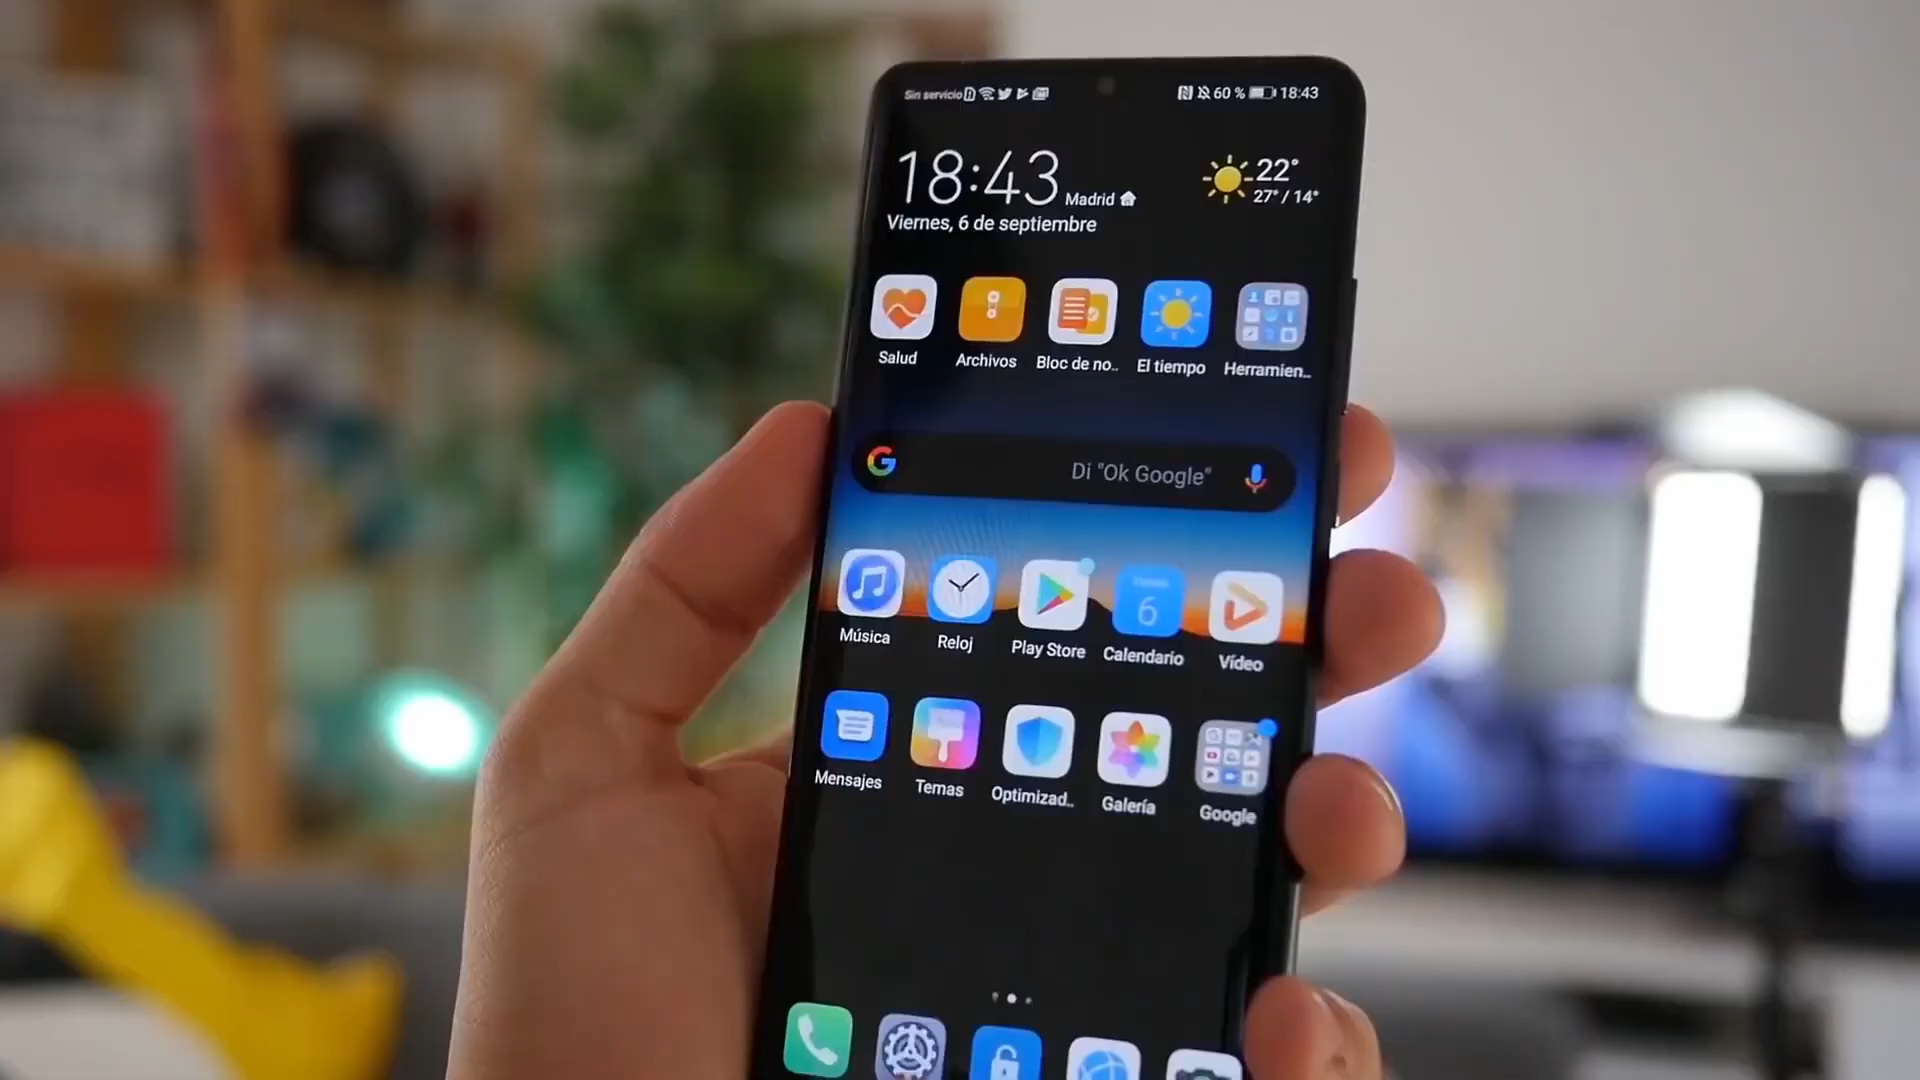 Sin servicio 60 % 18:43
18:43 Madrid 22°
27° / 14°
Viernes, 6 de septiembre
Salud Archivos Bloc de no.. El tiempo Herramien..
G Di "Ok Google"
6
Música Reloj Play Store Calendario Vídeo
Mensajes Temas Optimizad.. Galería Google